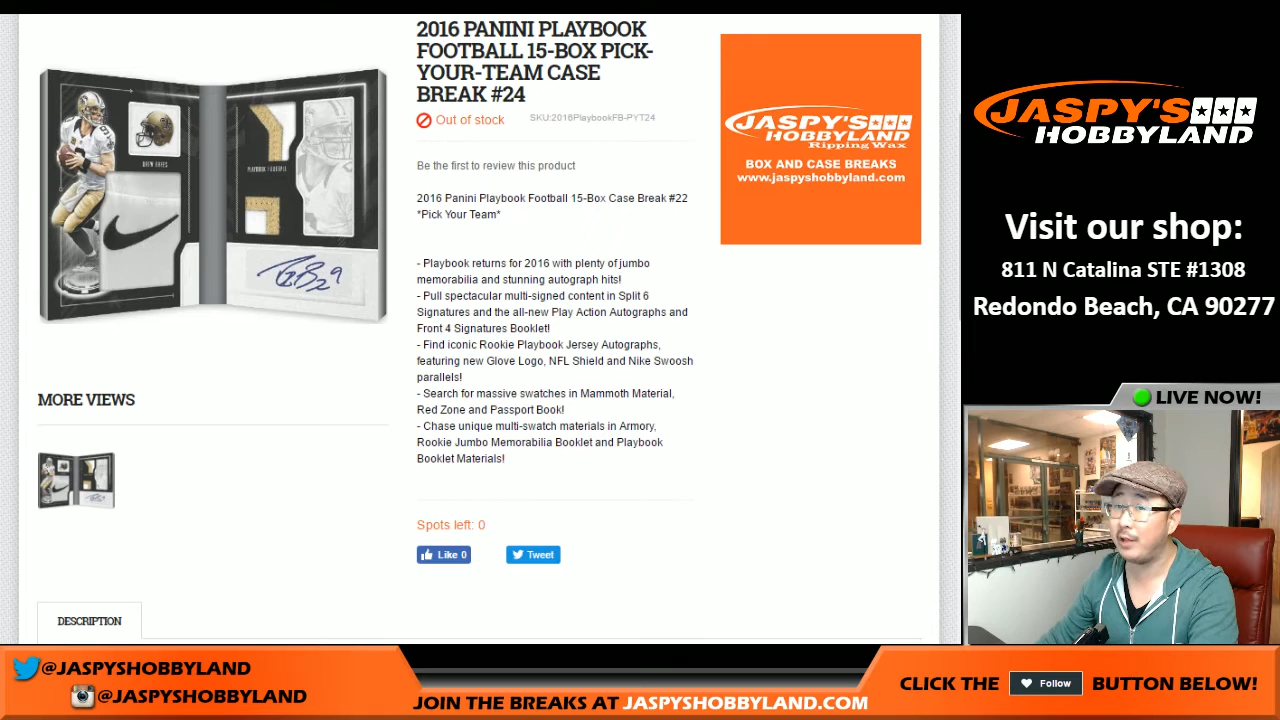 2016 PANINI PLAYBOOK
FOOTBALL 15-BOX PICK-
YOUR-TEAM CASE
BREAK #24
Out of stock
SKU:2016PlaybookFB-PYT24
Be the first to review this product
2016 Panini Playbook Football 15-Box Case Break #22
*Pick Your Team*
- Playbook returns for 2016 with plenty of jumbo
memorabilia and stunning autograph hits!
- Pull spectacular multi-signed content in Split 6
Signatures and the all-new Play Action Autographs and
Front 4 Signatures Booklet!
- Find iconic Rookie Playbook Jersey Autographs,
featuring new Glove Logo, NFL Shield and Nike Swoosh
parallels!
- Search for massive swatches in Mammoth Material,
Red Zone and Passport Book!
- Chase unique multi-swatch materials in Armory,
Rookie Jumbo Memorabilia Booklet and Playbook
Booklet Materials!
Spots left: 0
Like 0
Tweet
DREW BREES
MORE VIEWS
DESCRIPTION
JASPY'S
HOBBYLAND
Ripping Wax
BOX AND CASE BREAKS
www.jaspyshobbyland.com
JASPY'S
HOBBYLAND
Visit our shop:
811 N Catalina STE #1308
Redondo Beach, CA 90277
LIVE NOW!
@JASPYSHOBBYLAND
@JASPYSHOBBYLAND
JOIN THE BREAKS AT JASPYSHOBBYLAND.COM
CLICK THE Follow BUTTON BELOW!